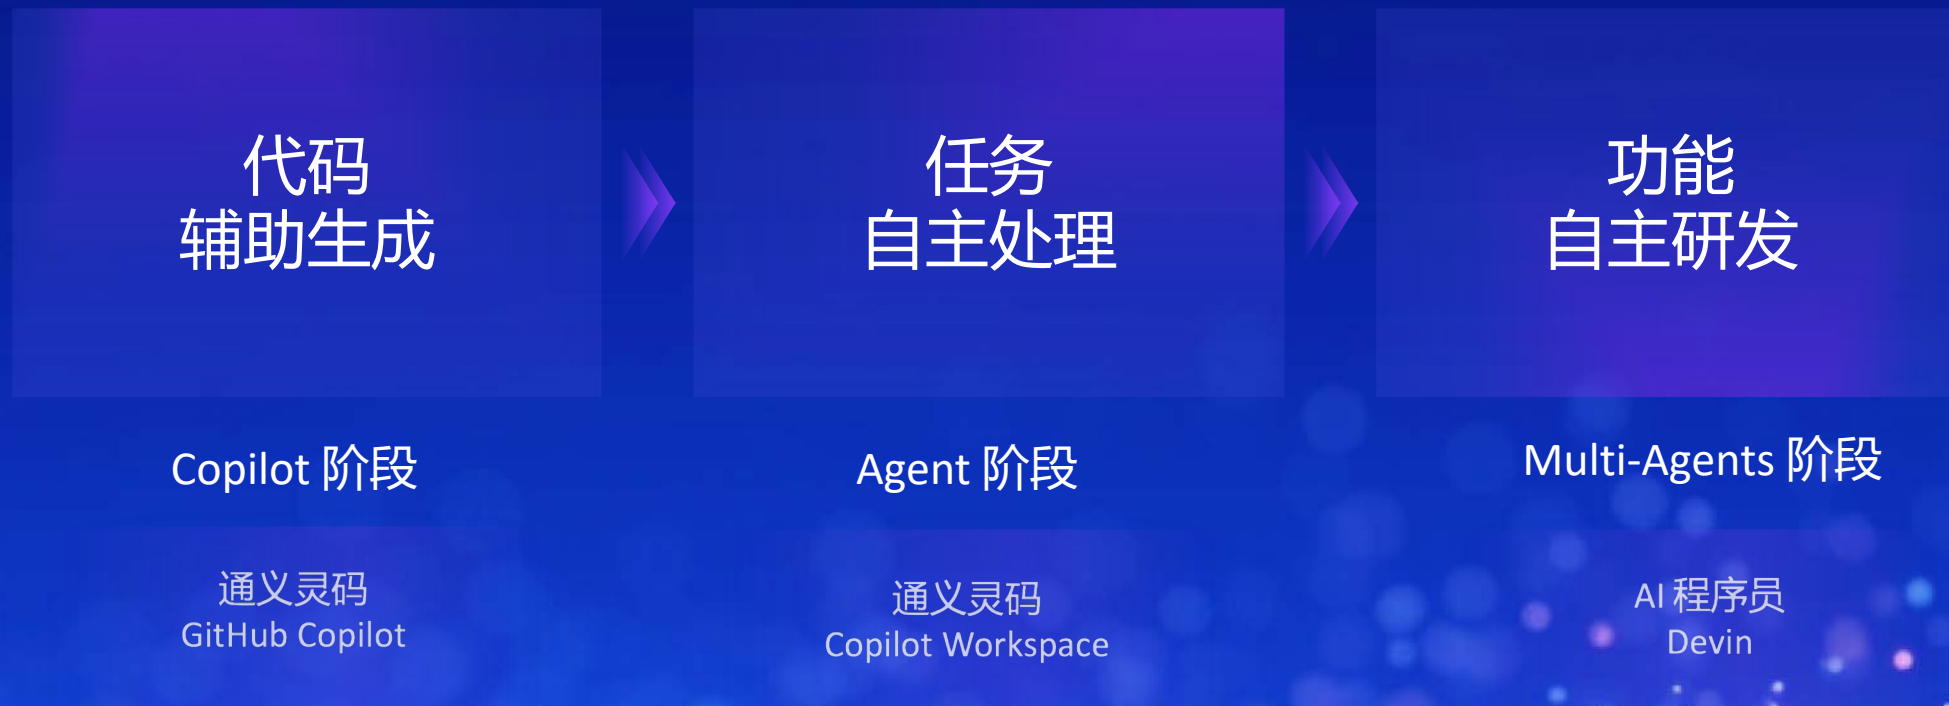 代码
辅助生成
任务
自主处理
功能
自主研发
Copilot 阶段
Agent 阶段
Multi-Agents 阶段
通义灵码
GitHub Copilot
通义灵码
Copilot Workspace
AI 程序员
Devin